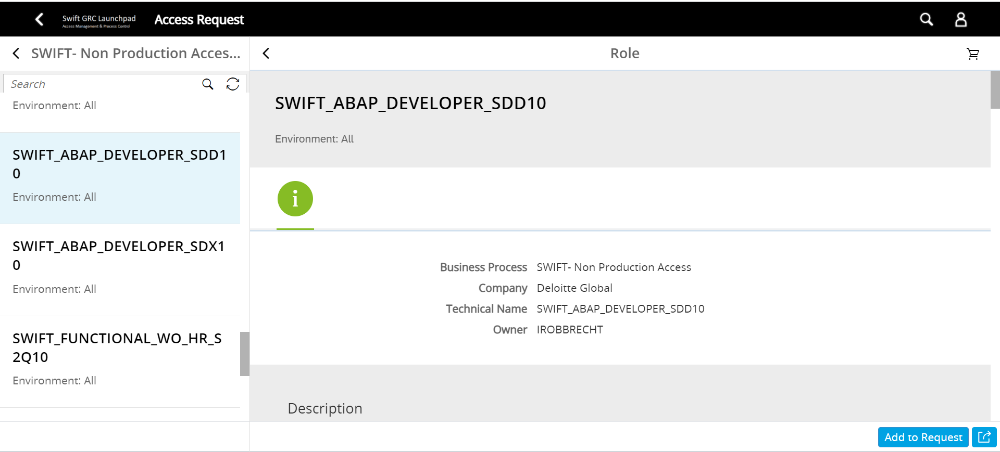 Swift GRC Launchpad
Access Management & Process Control
Access Request
SWIFT- Non Production Acces...
Role
Search
Environment: All
SWIFT_ABAP_DEVELOPER_SDD1
0
Environment: All
SWIFT_ABAP_DEVELOPER_SDX1
0
Environment: All
SWIFT_FUNCTIONAL_WO_HR_S
2Q10
Environment: All
SWIFT_ABAP_DEVELOPER_SDD10
Environment: All
i
Business Process SWIFT- Non Production Access
Company Deloitte Global
Technical Name SWIFT_ABAP_DEVELOPER_SDD10
Owner IROBBRECHT
Description
Add to Request